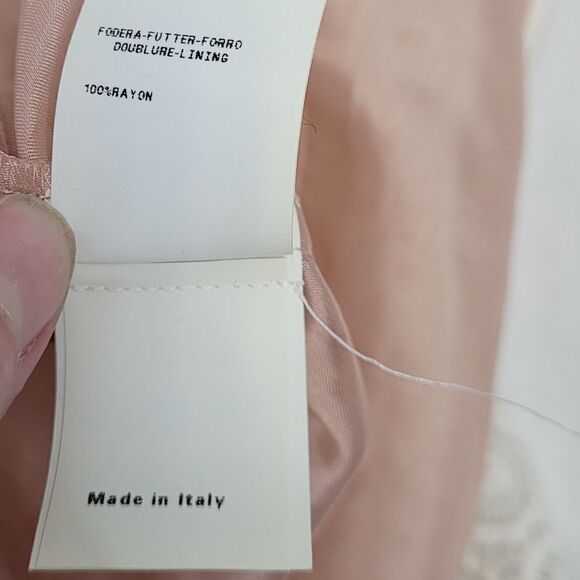 FODERA-FUTTER-FORRO
DOUBLURE-LINING
100%RAYON
Made in Italy